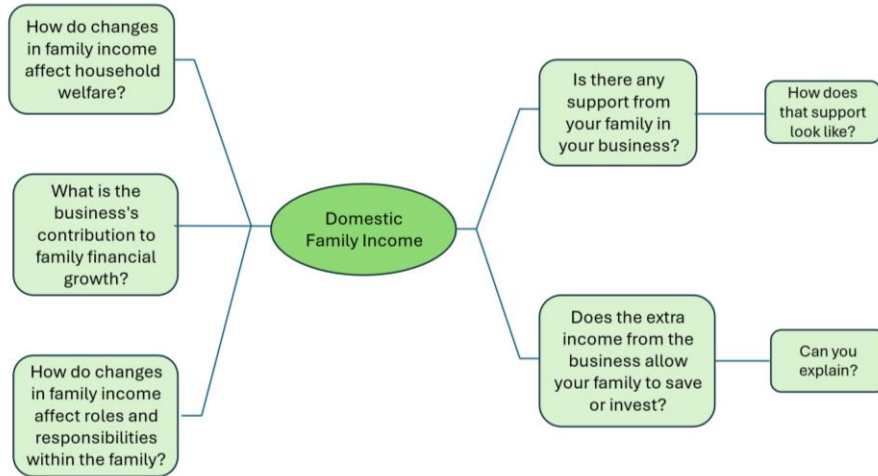 How do changes
in family income
affect household
welfare?
What is the
business's
contribution to
family financial
growth?
How do changes
in family income
affect roles and
responsibilities
within the family?
Domestic
Family Income
Is there any
support from
your family in
your business?
How does
that support
look like?
Does the extra
income from the
business allow
your family to save
or invest?
Can you
explain?